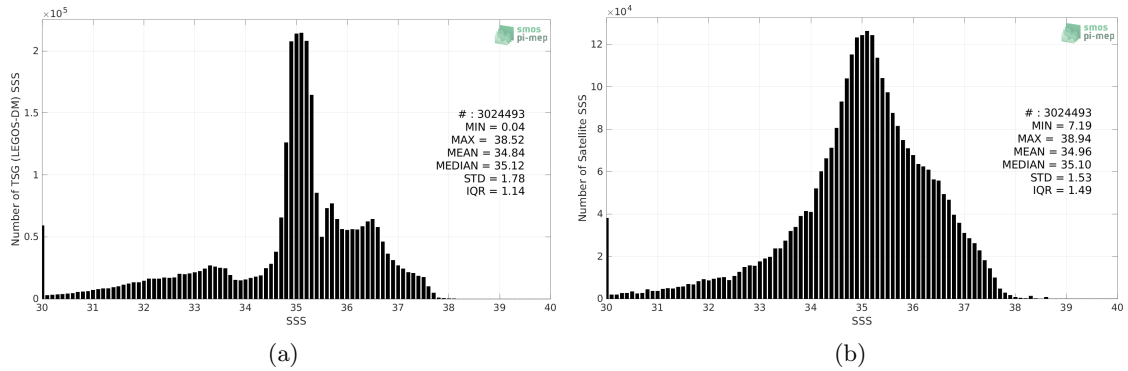 ×10⁵
smos
pi-mep
Number of TSG (LEGOS-DM) SSS
2
1.5
1
0.5
0
# : 3024493
MIN = 0.04
MAX = 38.52
MEAN = 34.84
MEDIAN = 35.12
STD = 1.78
IQR = 1.14
30 31 32 33 34 35 36 37 38 39 40
SSS
(a)
×10⁴
smos
pi-mep
Number of Satellite SSS
12
10
8
6
4
2
0
# : 3024493
MIN = 7.19
MAX = 38.94
MEAN = 34.96
MEDIAN = 35.10
STD = 1.53
IQR = 1.49
30 31 32 33 34 35 36 37 38 39 40
SSS
(b)